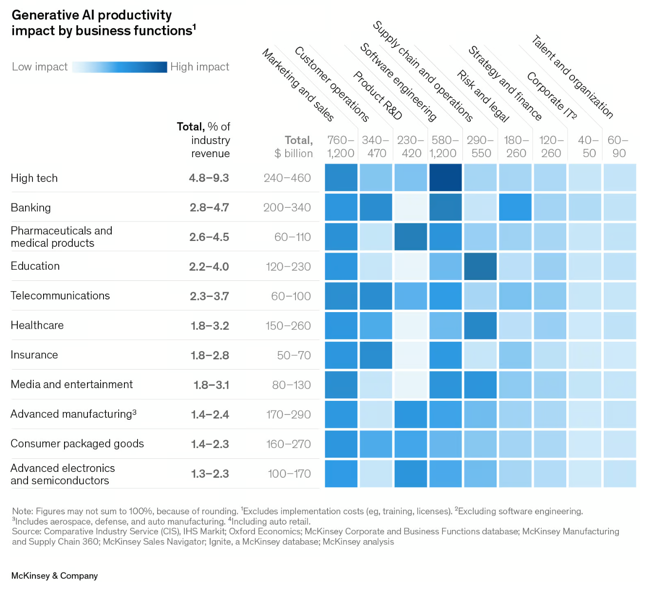 Generative AI productivity
impact by business functions¹
Low impact
High impact
Marketing and sales
Customer operations
Product R&D
Software engineering
Supply chain and operations
Risk and legal
Strategy and finance
Corporate IT²
Talent and organization
Total, % of
industry
revenue
Total,
$ billion
760–
1,200
340–
470
230–
420
580–
1,200
290–
550
180–
260
120–
260
40–
50
60–
90
High tech 4.8–9.3 240–460
Banking 2.8–4.7 200–340
Pharmaceuticals and
medical products 2.6–4.5 60–110
Education 2.2–4.0 120–230
Telecommunications 2.3–3.7 60–100
Healthcare 1.8–3.2 150–260
Insurance 1.8–2.8 50–70
Media and entertainment 1.8–3.1 80–130
Advanced manufacturing³ 1.4–2.4 170–290
Consumer packaged goods 1.4–2.3 160–270
Advanced electronics
and semiconductors 1.3–2.3 100–170
Note: Figures may not sum to 100%, because of rounding. ¹Excludes implementation costs (eg, training, licenses). ²Excluding software engineering.
³Includes aerospace, defense, and auto manufacturing. ⁴Including auto retail.
Source: Comparative Industry Service (CIS), IHS Markit; Oxford Economics; McKinsey Corporate and Business Functions database; McKinsey Manufacturing
and Supply Chain 360; McKinsey Sales Navigator; Ignite, a McKinsey database; McKinsey analysis
McKinsey & Company